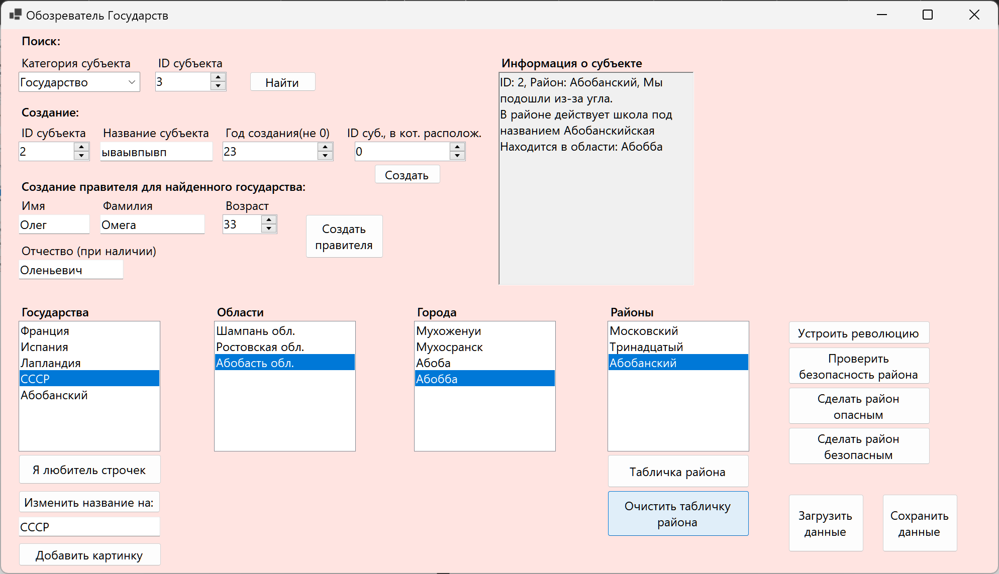 Обозреватель Государств
Поиск:
Категория субъекта
ID субъекта
Государство
3
Найти
Создание:
ID субъекта
Название субъекта
Год создания(не 0)
ID суб., в кот. располож.
2
ываывпывп
23
0
Создать
Создание правителя для найденного государства:
Имя
Фамилия
Возраст
Олег
Омега
33
Создать
правителя
Отчество (при наличии)
Оленьевич
Информация о субъекте
ID: 2, Район: Абобанский, Мы
подошли из-за угла.
В районе действует школа под
названием Абобанскийская
Находится в области: Абобба
Государства
Франция
Испания
Лапландия
СССР
Абобанский
Области
Шампань обл.
Ростовская обл.
Абобасть обл.
Города
Мухоженуи
Мухосранск
Абоба
Абобба
Районы
Московский
Тринадцатый
Абобанский
Устроить революцию
Проверить
безопасность района
Сделать район
опасным
Сделать район
безопасным
Я любитель строчек
Изменить название на:
СССР
Добавить картинку
Табличка района
Очистить табличку
района
Загрузить
данные
Сохранить
данные